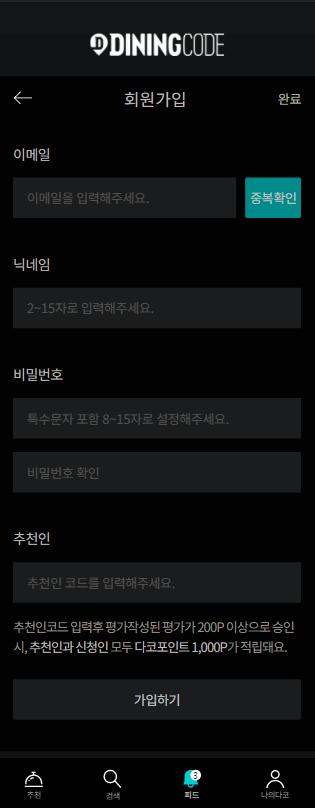 DININGCODE
회원가입 완료
이메일
이메일을 입력해주세요. 중복확인
닉네임
2~15자로 입력해주세요.
비밀번호
특수문자 포함 8~15자로 설정해주세요.
비밀번호 확인
추천인
추천인 코드를 입력해주세요.
추천인코드 입력후 평가작성된 평가가 200P 이상으로 승인
시, 추천인과 신청인 모두 다코포인트 1,000P가 적립돼요.
가입하기
3
추천 검색 피드 나의다코